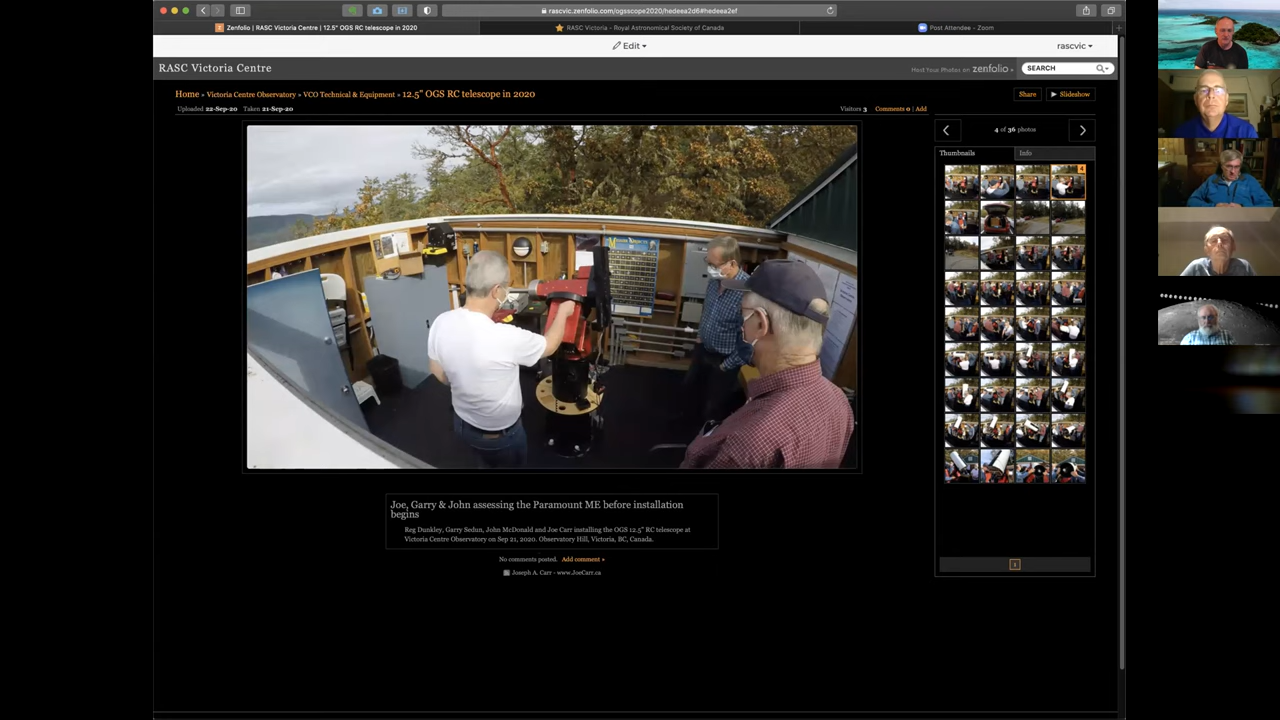 rascvic.zenfolio.com/ogsscope2020/hedeea2d6#hedeea2ef
Zenfolio | RASC Victoria Centre | 12.5" OGS RC telescope in 2020
RASC Victoria - Royal Astronomical Society of Canada
Post Attendee - Zoom
Edit
rascvic
RASC Victoria Centre
Host Your Photos on zenfolio
SEARCH
Home » Victoria Centre Observatory » VCO Technical & Equipment » 12.5" OGS RC telescope in 2020
Share
Slideshow
Uploaded 22-Sep-20 Taken 21-Sep-20
Visitors 3 Comments 0 | Add
4 of 36 photos
Thumbnails
Info
4
Joe, Garry & John assessing the Paramount ME before installation
begins
Reg Dunkley, Garry Sedun, John McDonald and Joe Carr installing the OGS 12.5" RC telescope at
Victoria Centre Observatory on Sep 21, 2020. Observatory Hill, Victoria, BC, Canada.
No comments posted. Add comment »
Joseph A. Carr - www.JoeCarr.ca
1